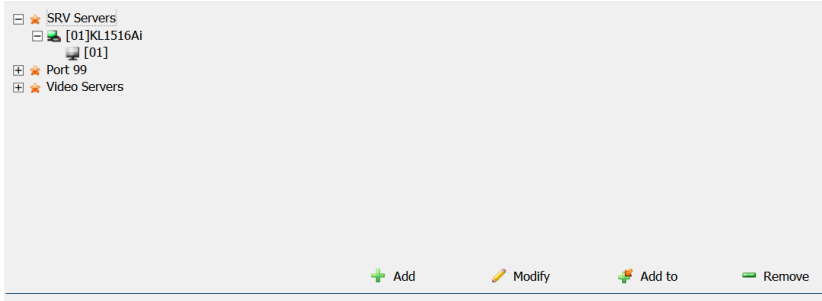 SRV Servers
[01]KL1516Ai
[01]
Port 99
Video Servers
Add Modify Add to Remove